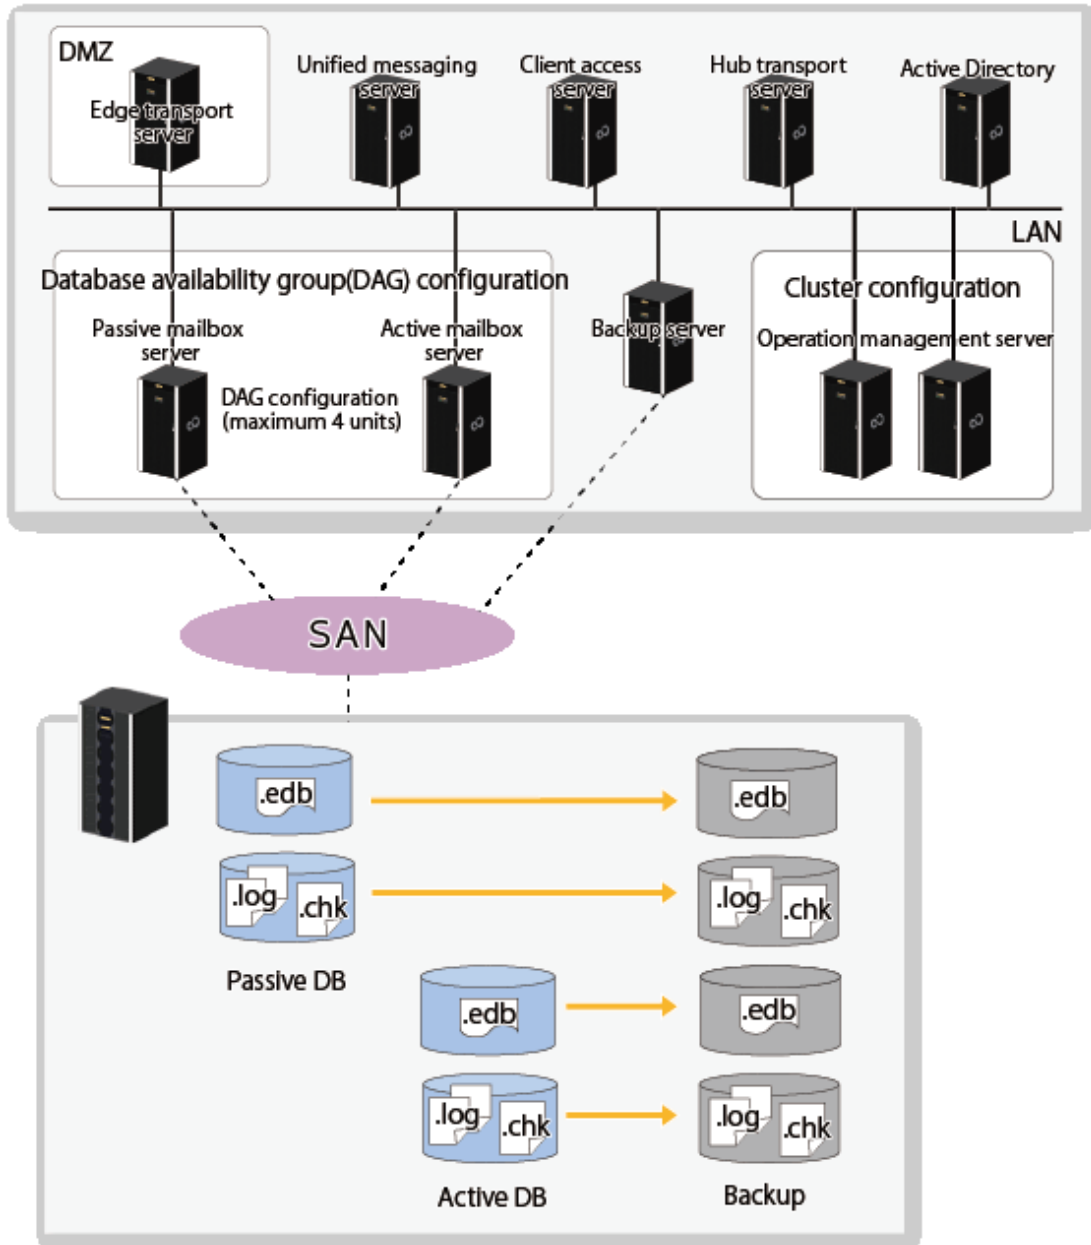 DMZ
Edge transport
server
Unified messaging
server
Client access
server
Hub transport
server
Active Directory
LAN
Database availability group(DAG) configuration
Passive mailbox
server
Active mailbox
server
DAG configuration
(maximum 4 units)
Backup server
Cluster configuration
Operation management server
SAN
.edb
.edb
.log
.chk
.log
.chk
Passive DB
.edb
.edb
.log
.chk
.log
.chk
Active DB
Backup